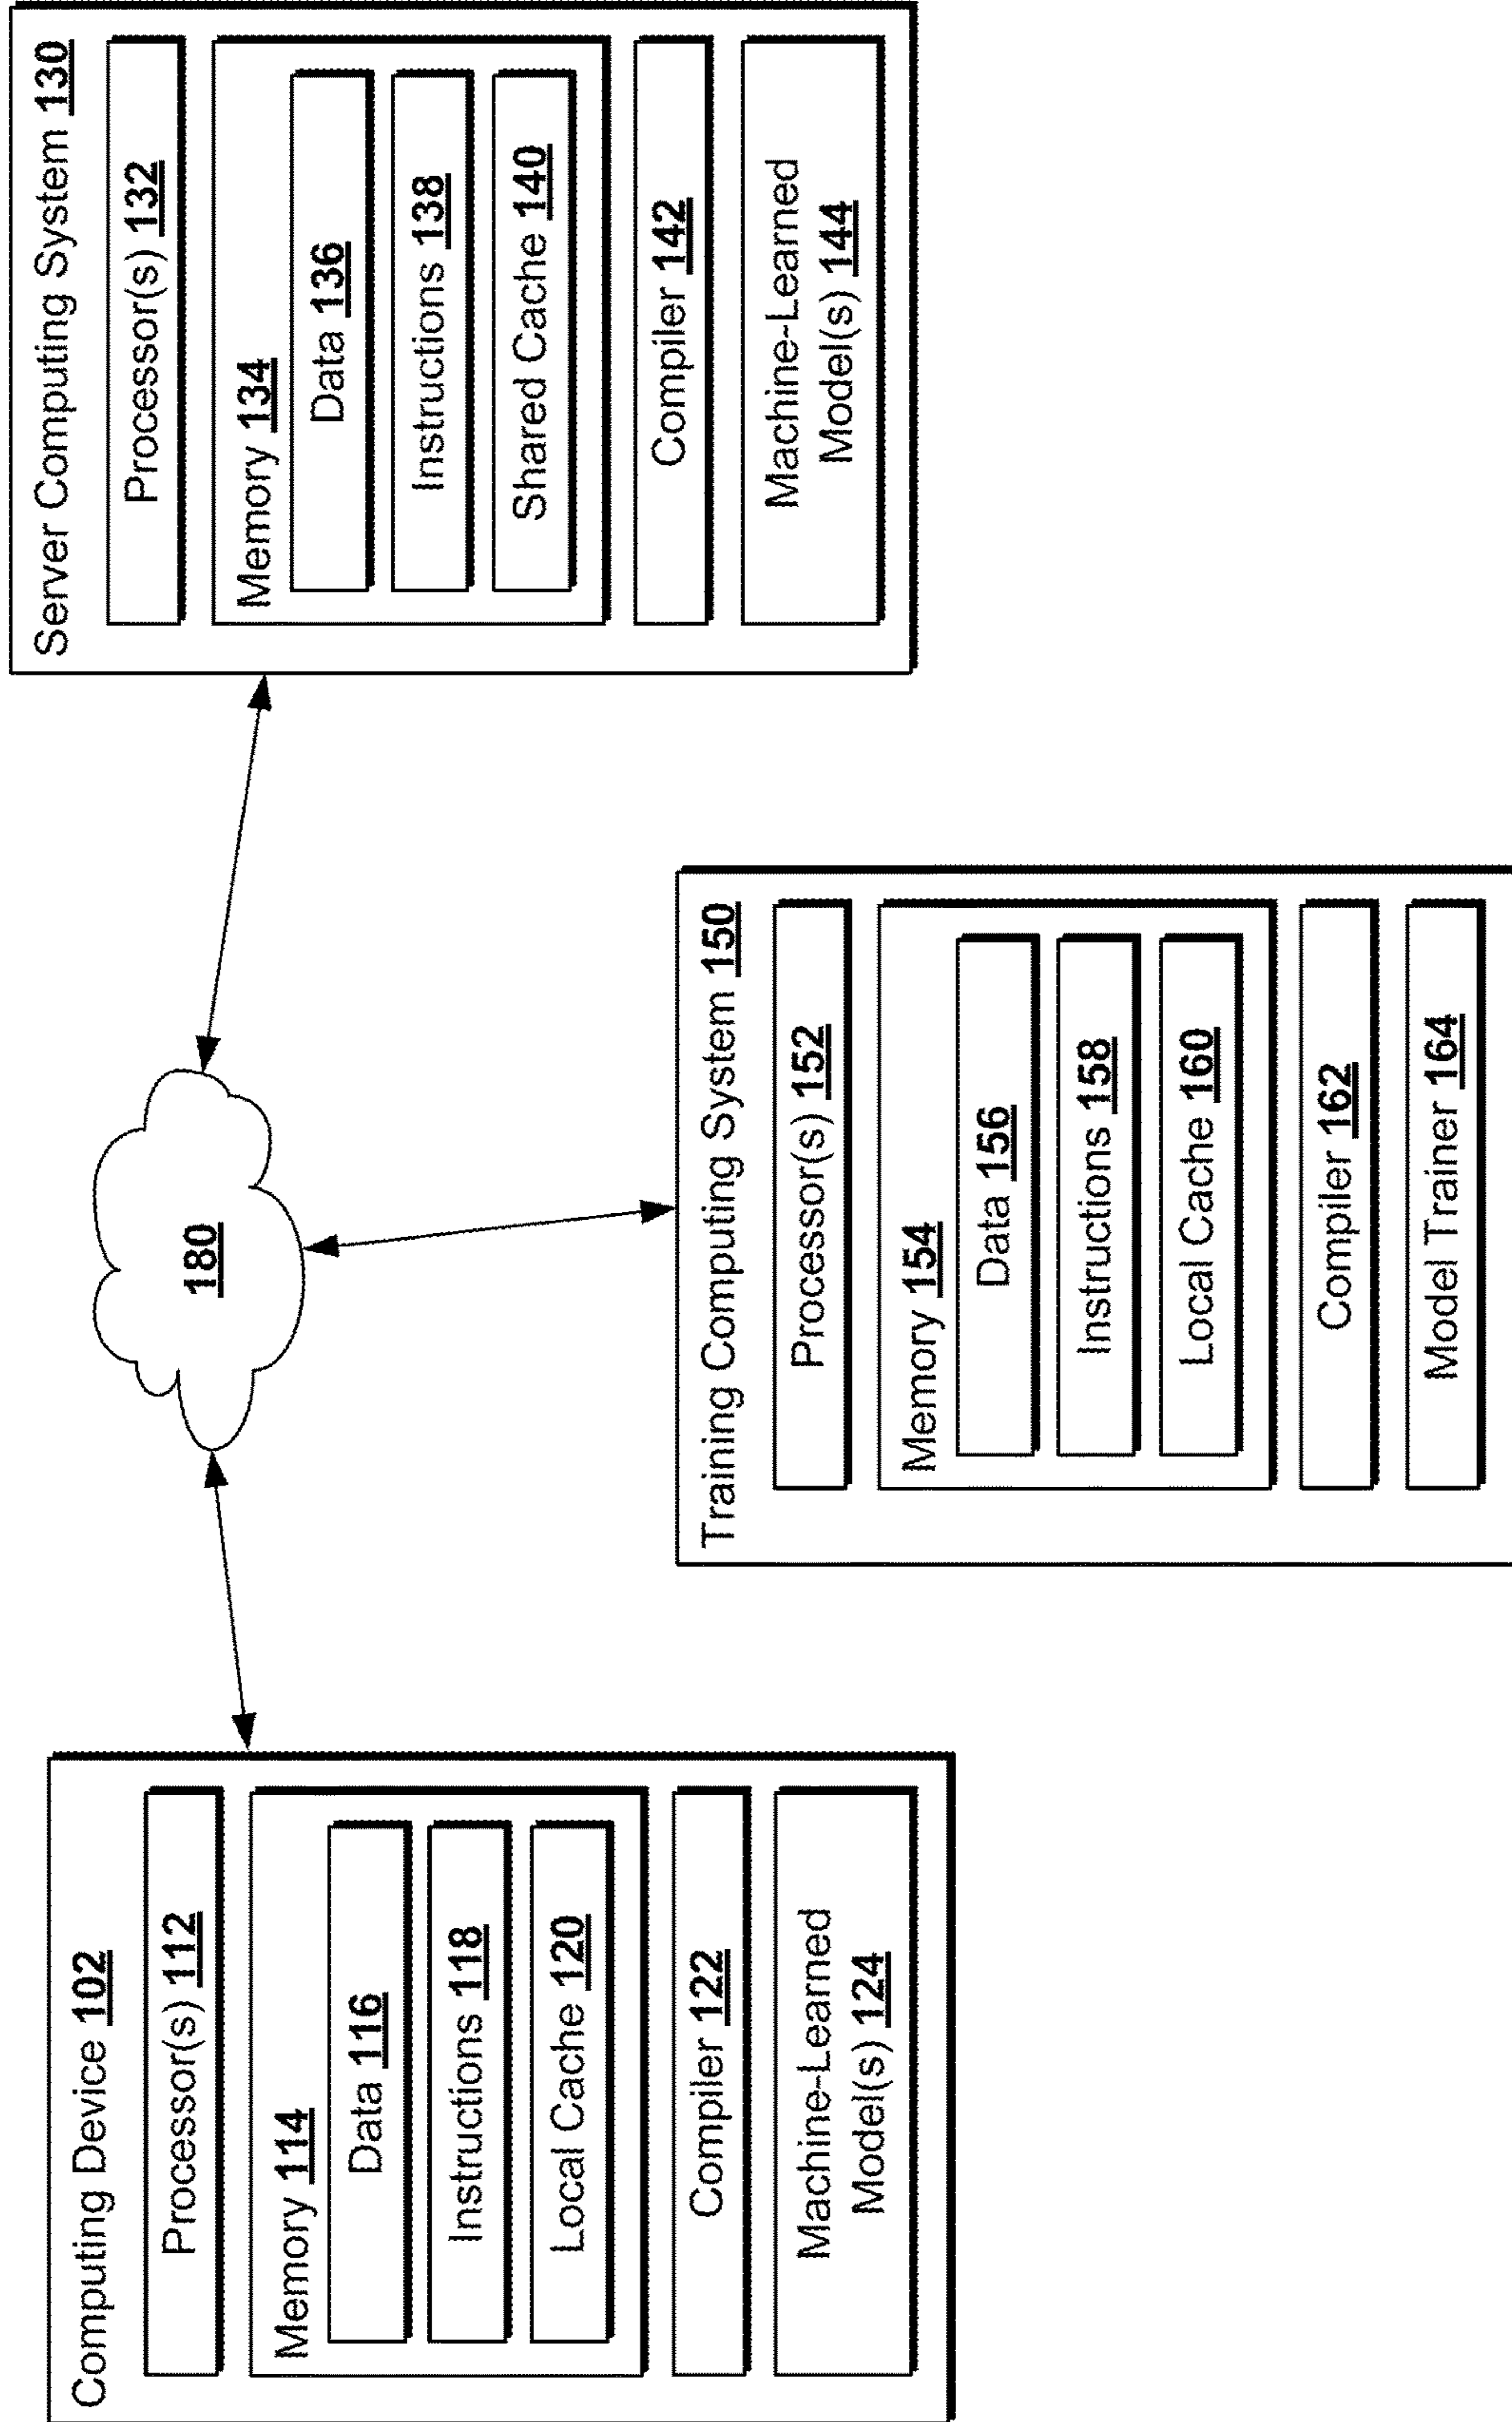 Computing Device 102
Processor(s) 112
Memory 114
Data 116
Instructions 118
Local Cache 120
Compiler 122
Machine-Learned
Model(s) 124
180
Training Computing System 150
Processor(s) 152
Memory 154
Data 156
Instructions 158
Local Cache 160
Compiler 162
Model Trainer 164
Server Computing System 130
Processor(s) 132
Memory 134
Data 136
Instructions 138
Shared Cache 140
Compiler 142
Machine-Learned
Model(s) 144